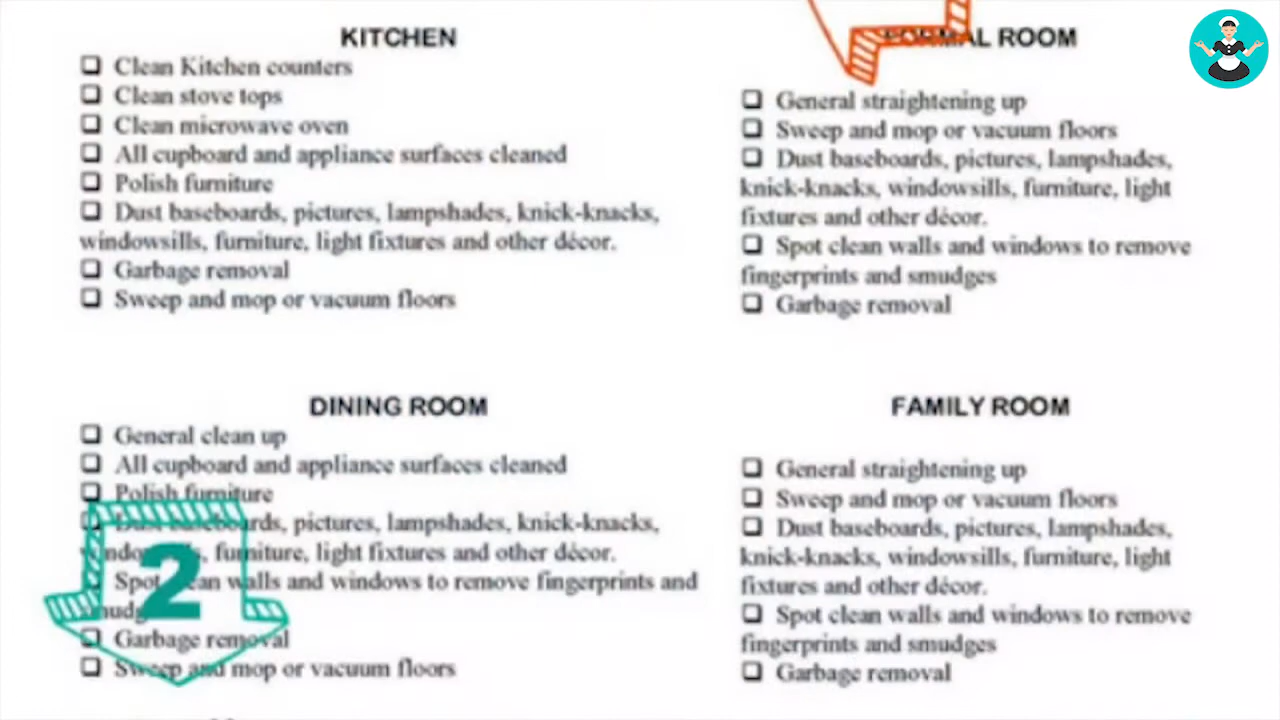 KITCHEN
❑ Clean Kitchen counters
❑ Clean stove tops
❑ Clean microwave oven
❑ All cupboard and appliance surfaces cleaned
❑ Polish furniture
❑ Dust baseboards, pictures, lampshades, knick-knacks,
windowsills, furniture, light fixtures and other décor.
❑ Garbage removal
❑ Sweep and mop or vacuum floors
FORMAL ROOM
❑ General straightening up
❑ Sweep and mop or vacuum floors
❑ Dust baseboards, pictures, lampshades,
knick-knacks, windowsills, furniture, light
fixtures and other décor.
❑ Spot clean walls and windows to remove
fingerprints and smudges
❑ Garbage removal
DINING ROOM
❑ General clean up
❑ All cupboard and appliance surfaces cleaned
❑ Polish furniture
❑ Dust baseboards, pictures, lampshades, knick-knacks,
furniture, light fixtures and other décor.
Spot clean walls and windows to remove fingerprints and
❑ Garbage removal
❑ Sweep and mop or vacuum floors
2
FAMILY ROOM
❑ General straightening up
❑ Sweep and mop or vacuum floors
❑ Dust baseboards, pictures, lampshades,
knick-knacks, windowsills, furniture, light
fixtures and other décor.
❑ Spot clean walls and windows to remove
fingerprints and smudges
❑ Garbage removal